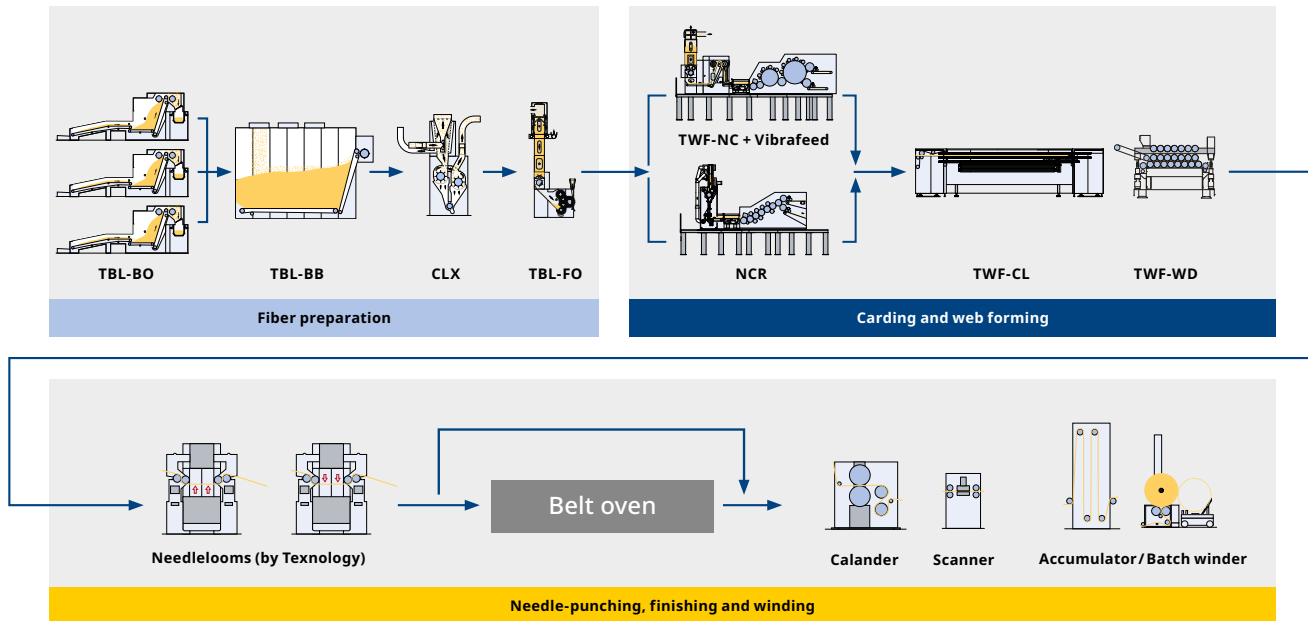 TWF-NC + Vibrafeed
TBL-BO
TBL-BB
CLX
TBL-FO
NCR
TWF-CL
TWF-WD
Fiber preparation
Carding and web forming
Belt oven
Needlelooms (by Texnology)
Calander
Scanner
Accumulator / Batch winder
Needle-punching, finishing and winding